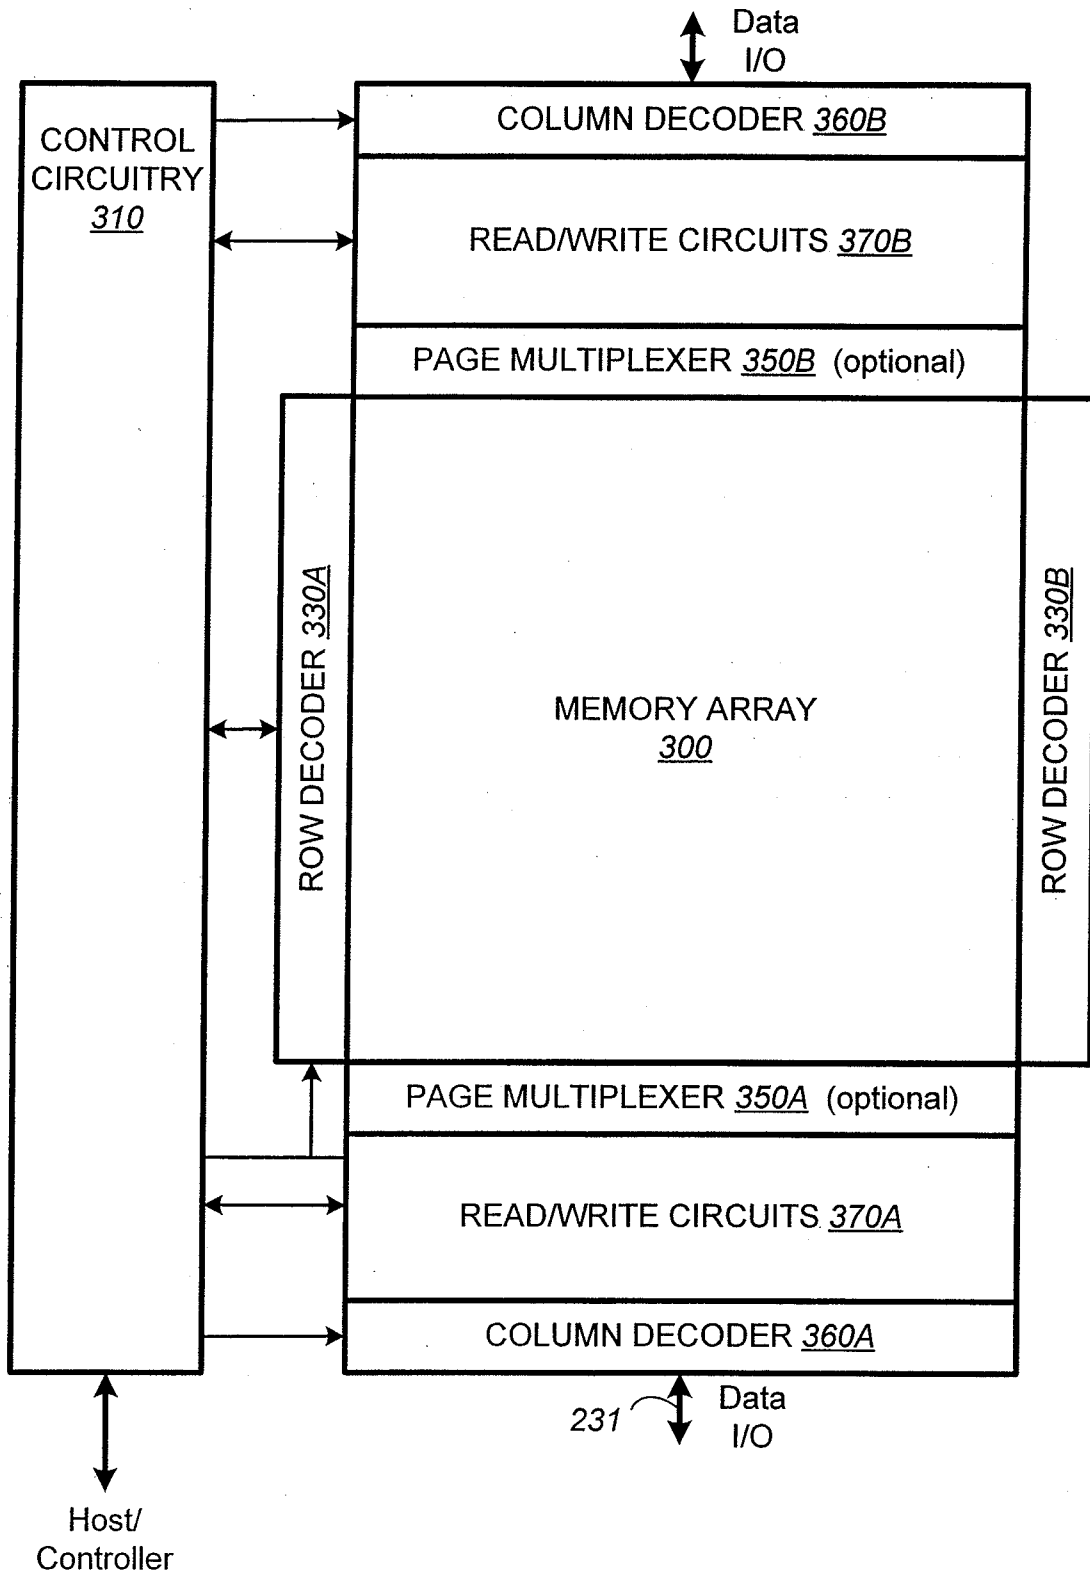 Data
I/O
COLUMN DECODER 360B
CONTROL
CIRCUITRY
310
READ/WRITE CIRCUITS 370B
PAGE MULTIPLEXER 350B (optional)
ROW DECODER 330A
MEMORY ARRAY
300
ROW DECODER 330B
PAGE MULTIPLEXER 350A (optional)
READ/WRITE CIRCUITS 370A
COLUMN DECODER 360A
231
Data
I/O
Host/
Controller